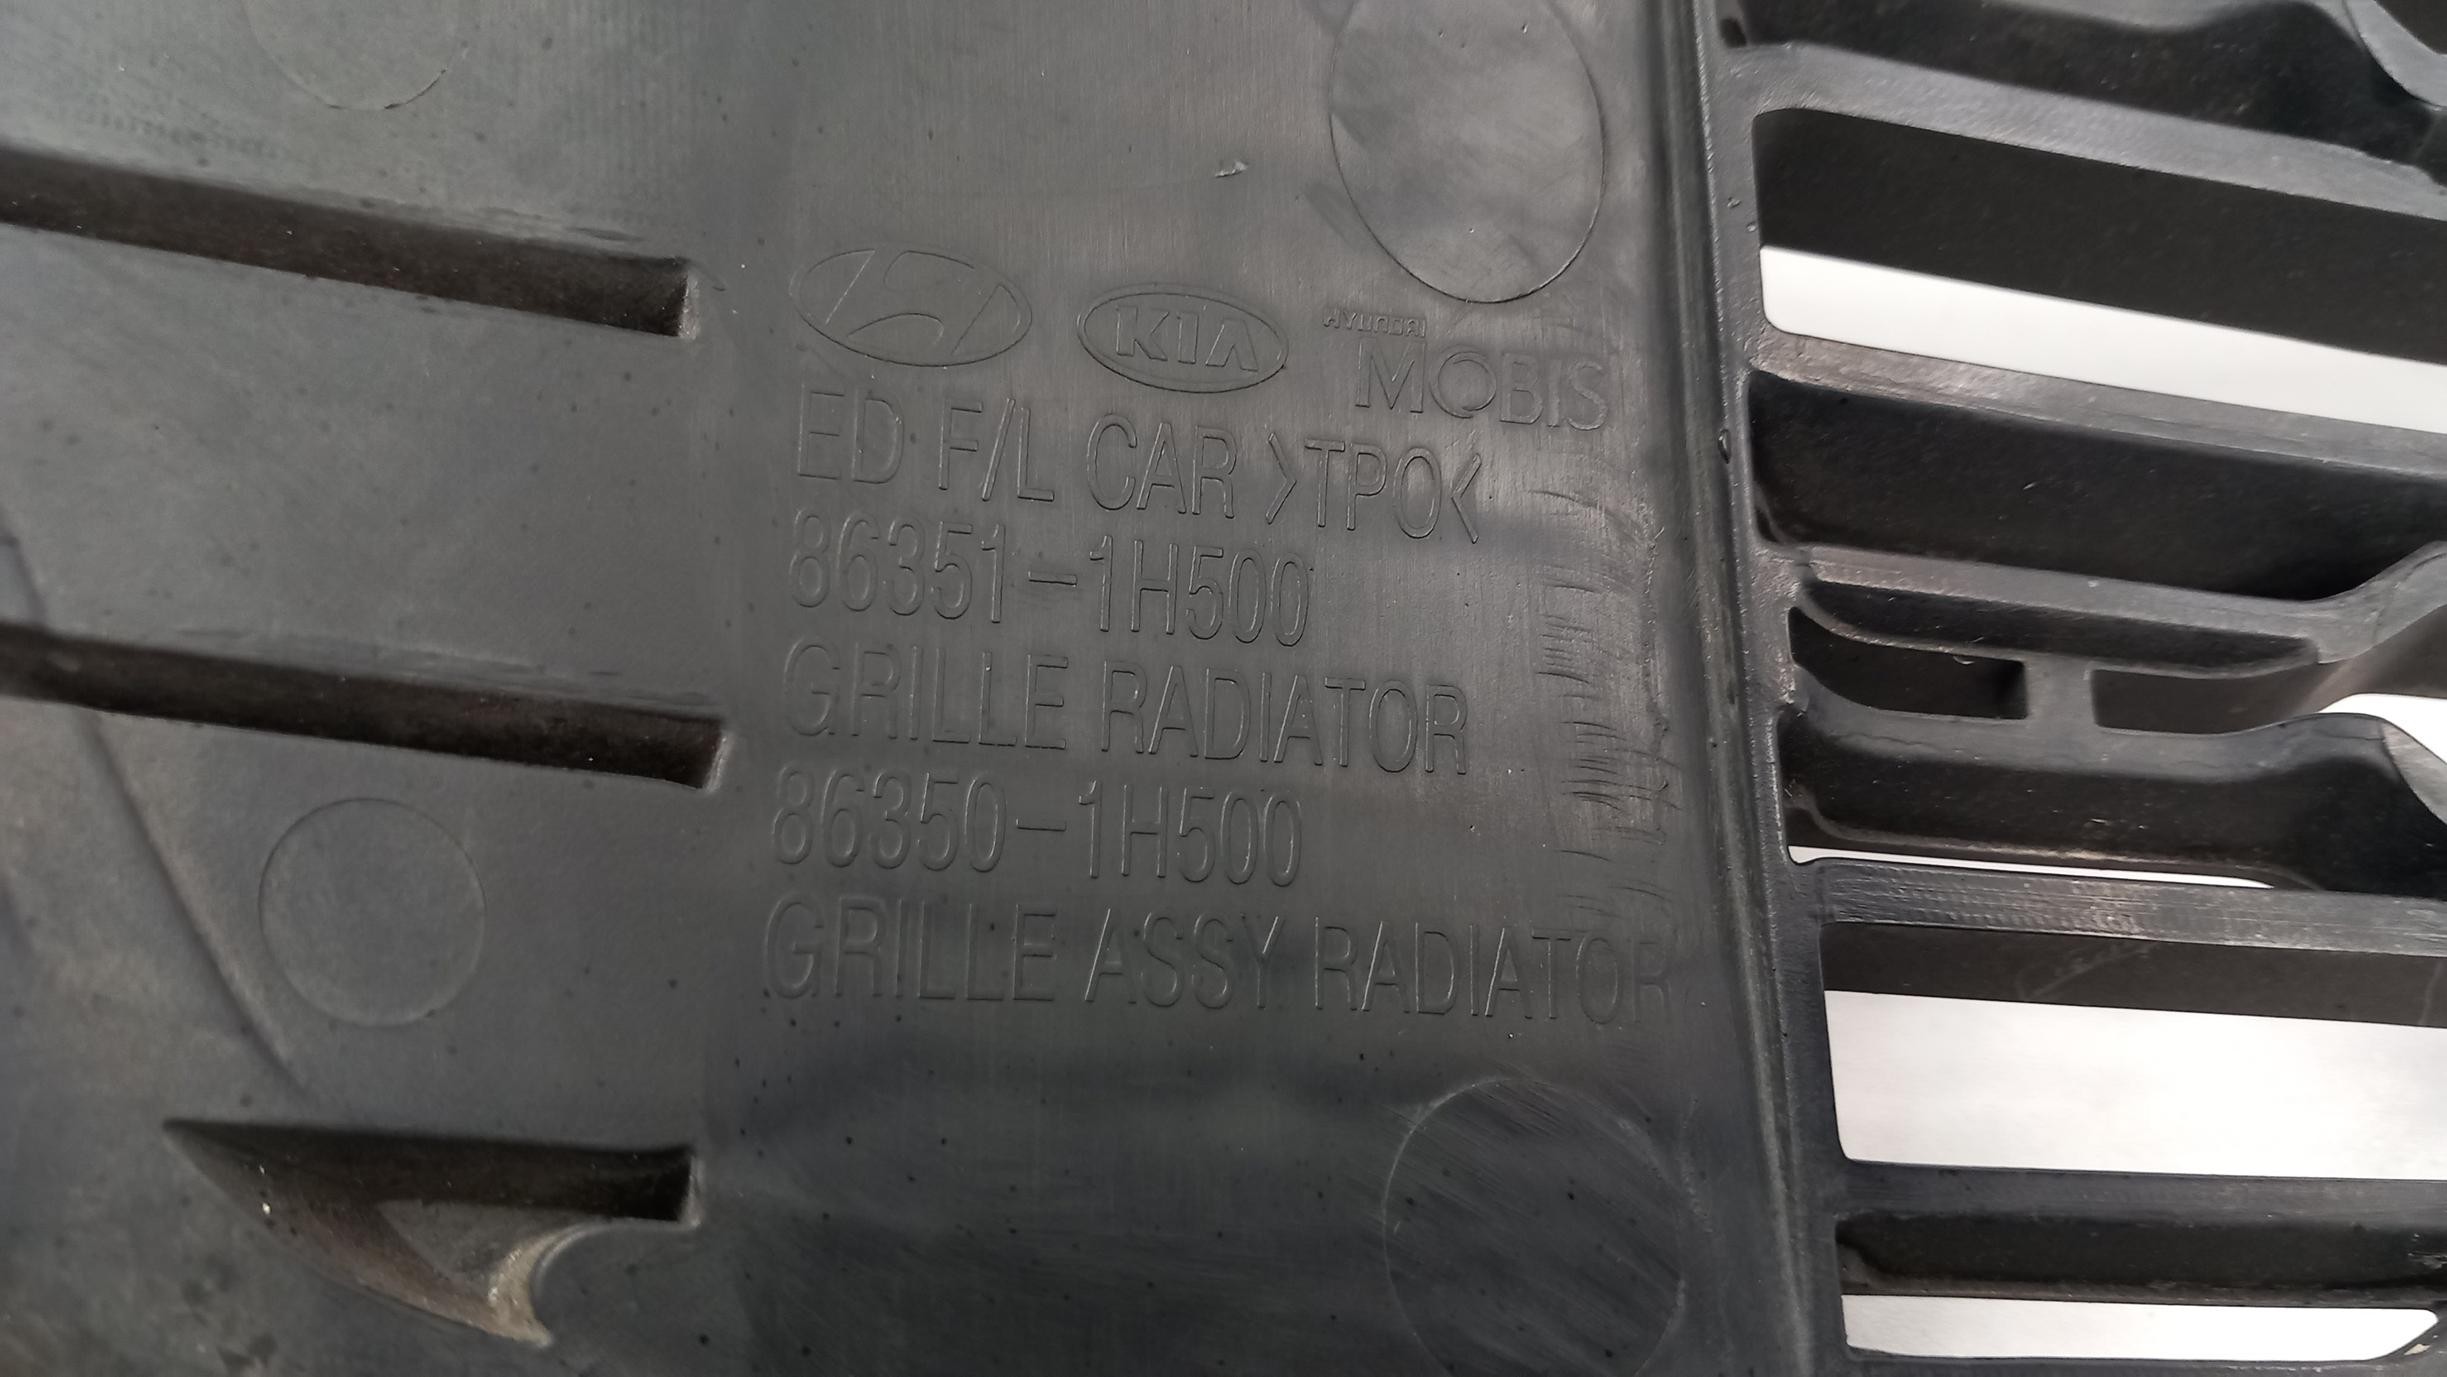 KIA HYUNDAI MOBIS
ED F/L CAR >TPO<
86351-1H500
GRILLE RADIATOR
86350-1H500
GRILLE ASSY RADIATOR